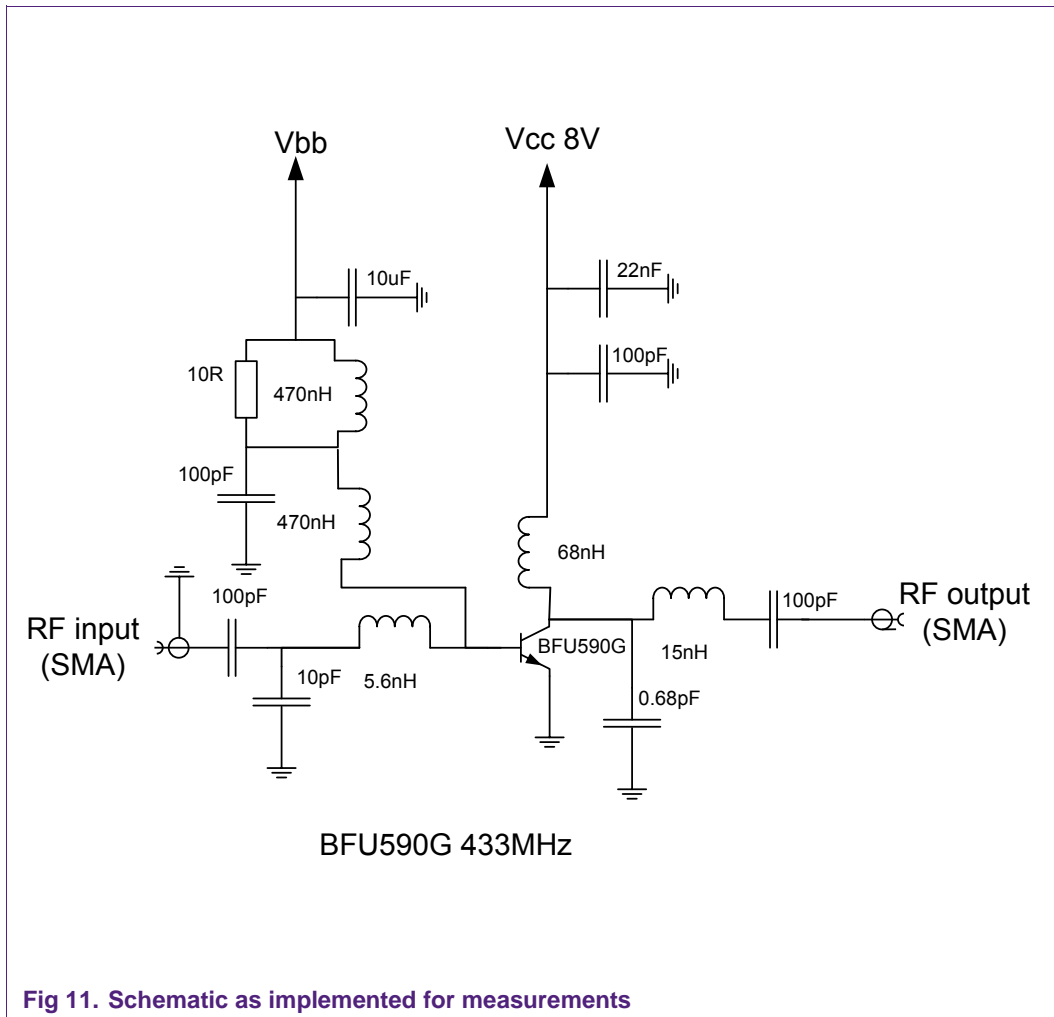 Vbb
Vcc 8V
10uF
22nF
100pF
10R
470nH
100pF
470nH
68nH
100pF
100pF
RF input
(SMA)
RF output
(SMA)
BFU590G
15nH
10pF
5.6nH
0.68pF
BFU590G 433MHz
Fig 11. Schematic as implemented for measurements